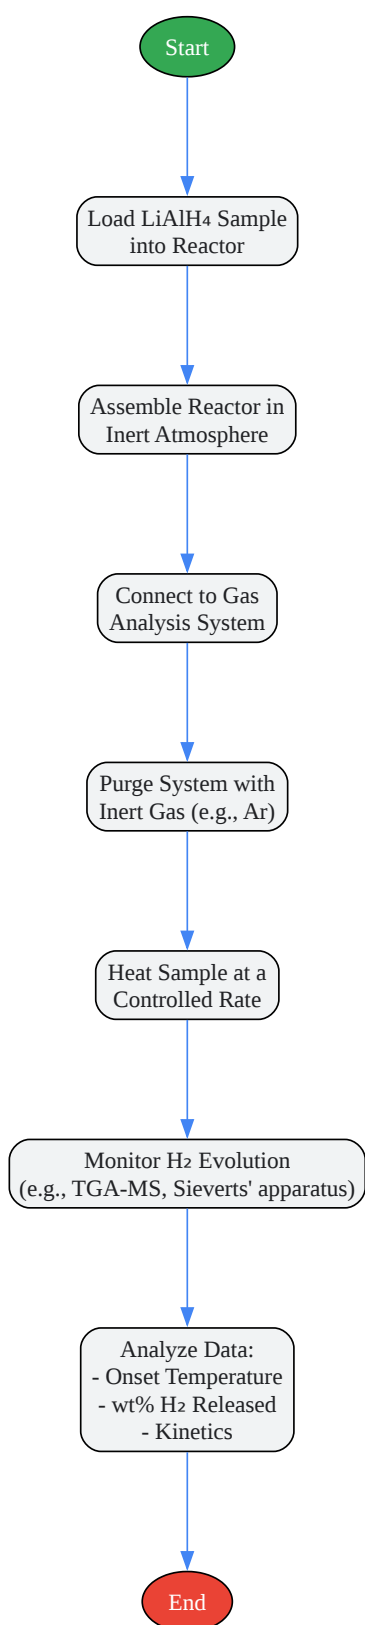 Start
Load LiAlH₄ Sample
into Reactor
Assemble Reactor in
Inert Atmosphere
Connect to Gas
Analysis System
Purge System with
Inert Gas (e.g., Ar)
Heat Sample at a
Controlled Rate
Monitor H₂ Evolution
(e.g., TGA-MS, Sieverts' apparatus)
Analyze Data:
- Onset Temperature
- wt% H₂ Released
- Kinetics
End